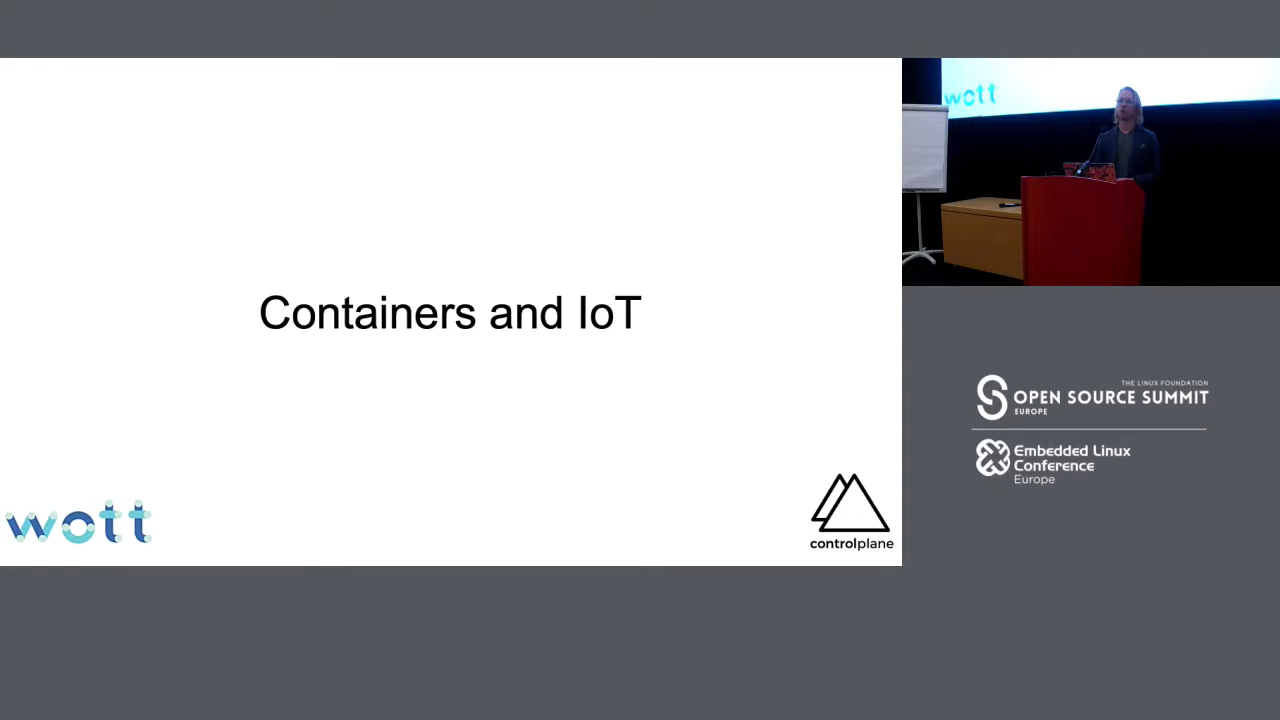 wott
Containers and IoT
wott
controlplane
THE LINUX FOUNDATION
OPEN SOURCE SUMMIT
EUROPE
Embedded Linux
Conference
Europe